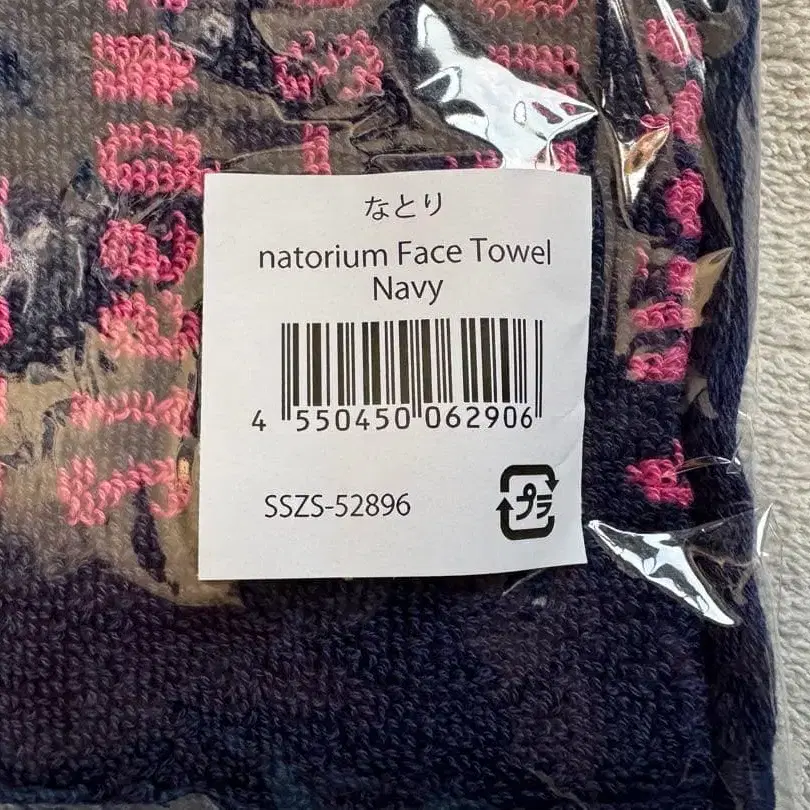 なとり
natorium Face Towel
Navy
4 550450 062906
SSZS-52896
プラ